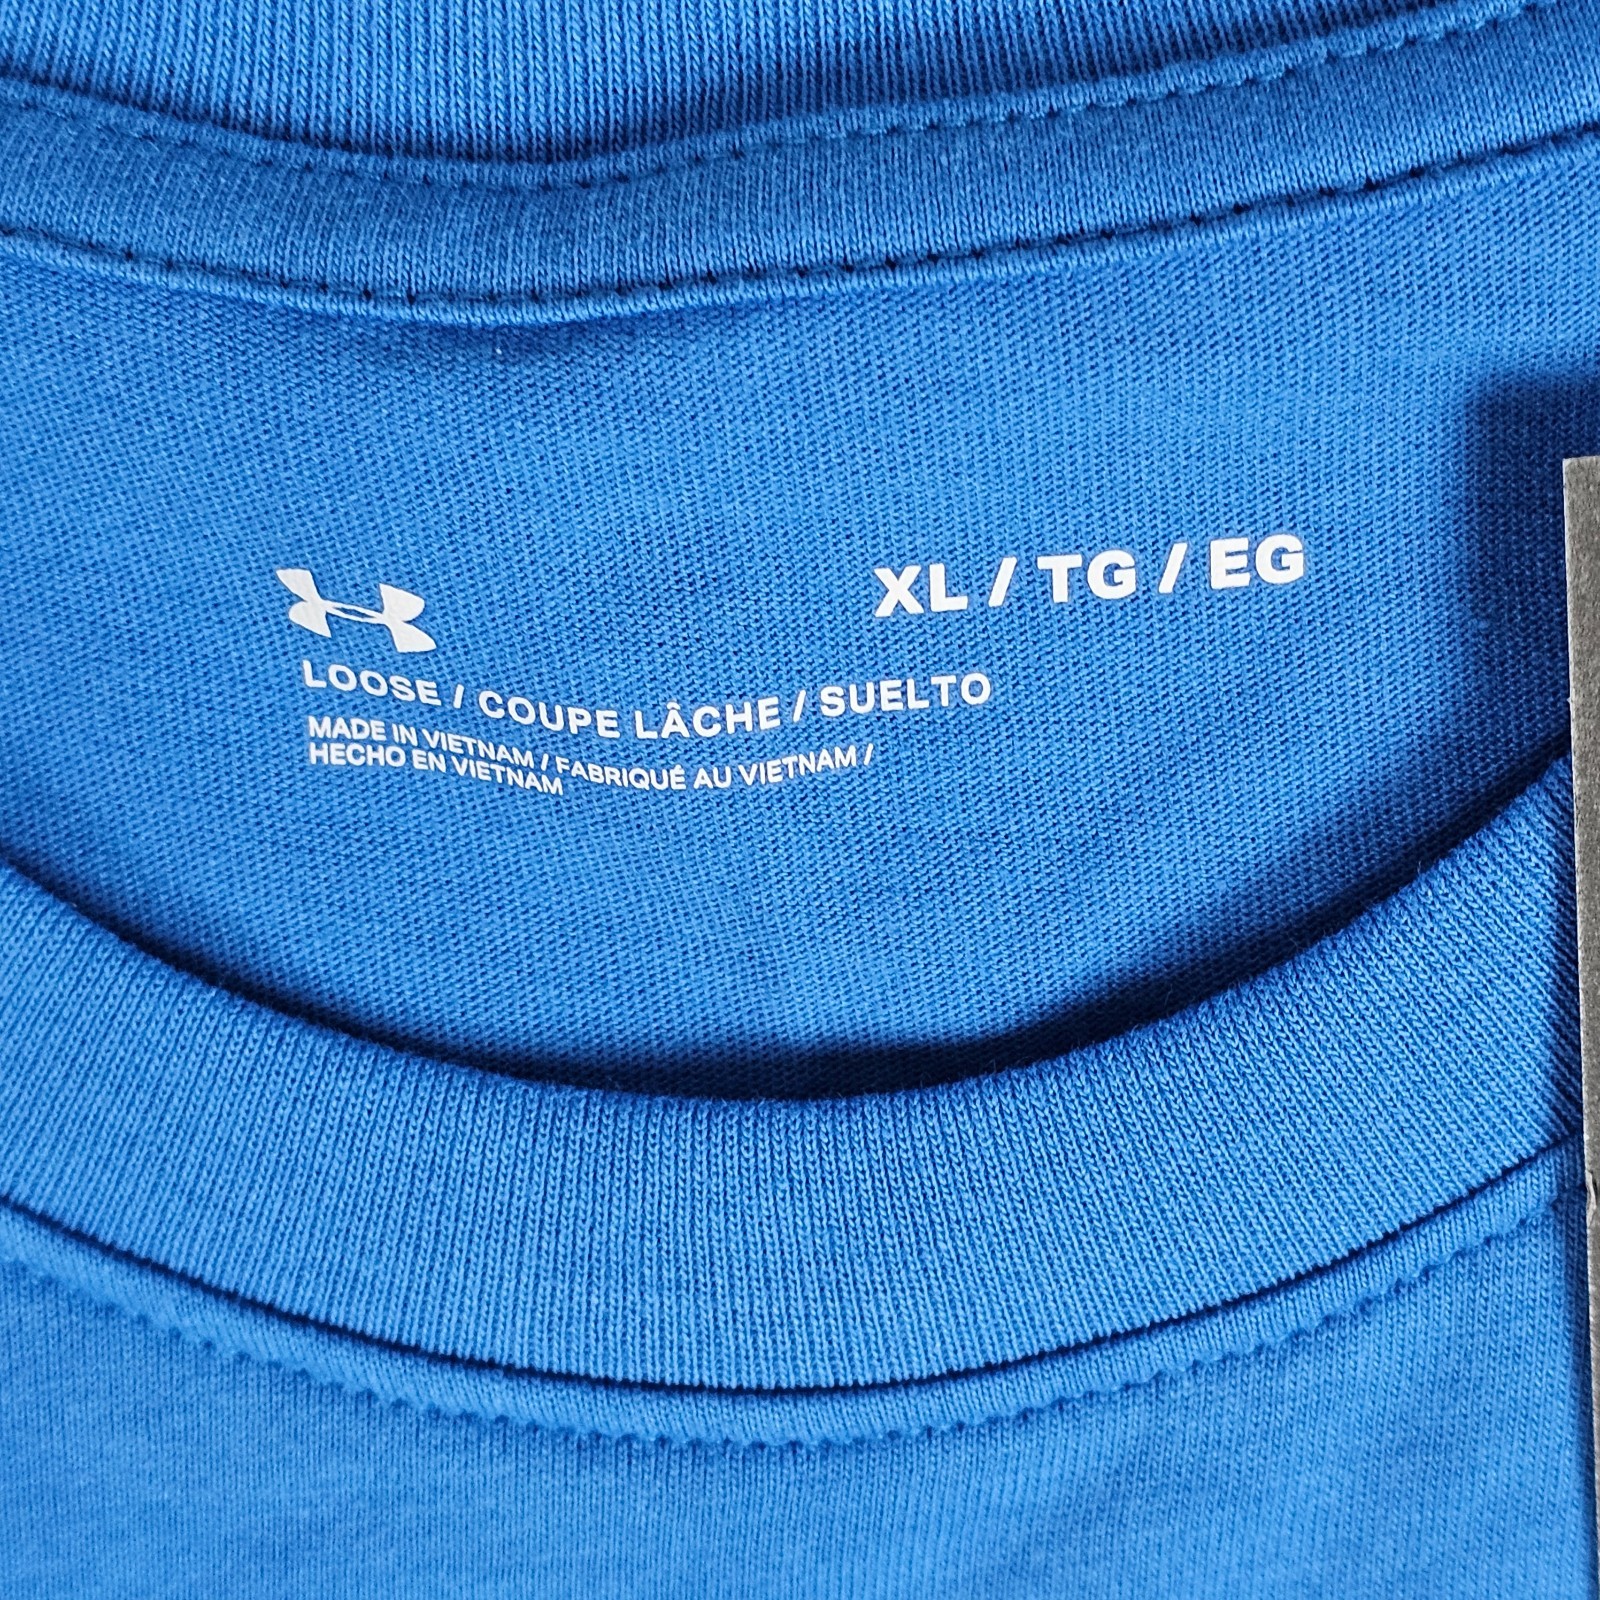 XL / TG / EG
LOOSE / COUPE LÂCHE / SUELTO
MADE IN VIETNAM / FABRIQUÉ AU VIETNAM /
HECHO EN VIETNAM